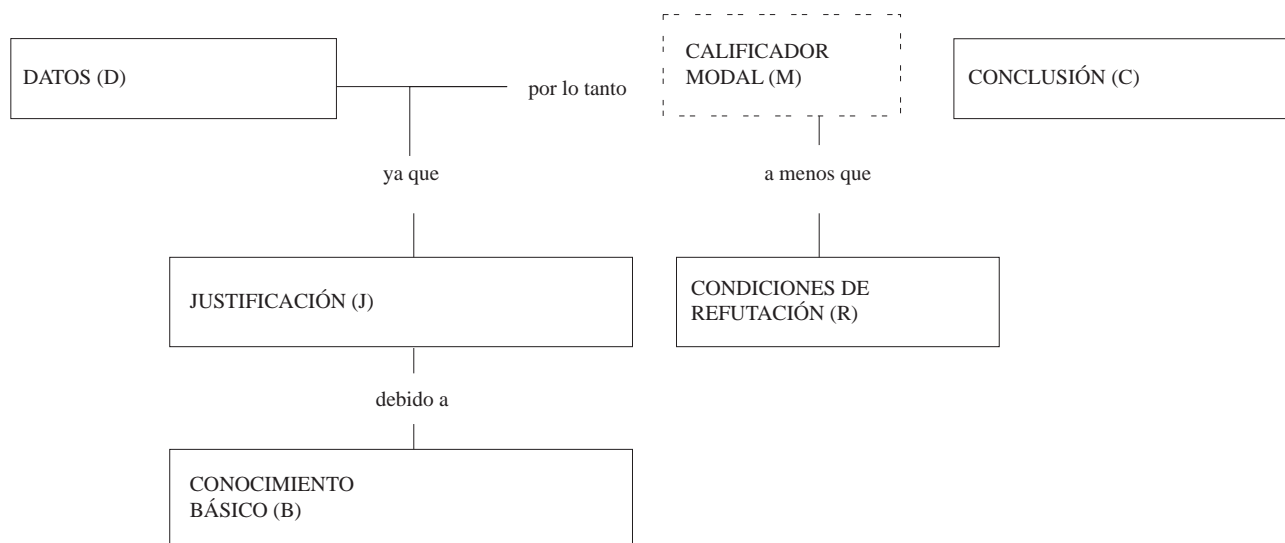 DATOS (D)
por lo tanto
CALIFICADOR
MODAL (M)
CONCLUSIÓN (C)
ya que
a menos que
JUSTIFICACIÓN (J)
CONDICIONES DE
REFUTACIÓN (R)
debido a
CONOCIMIENTO
BÁSICO (B)